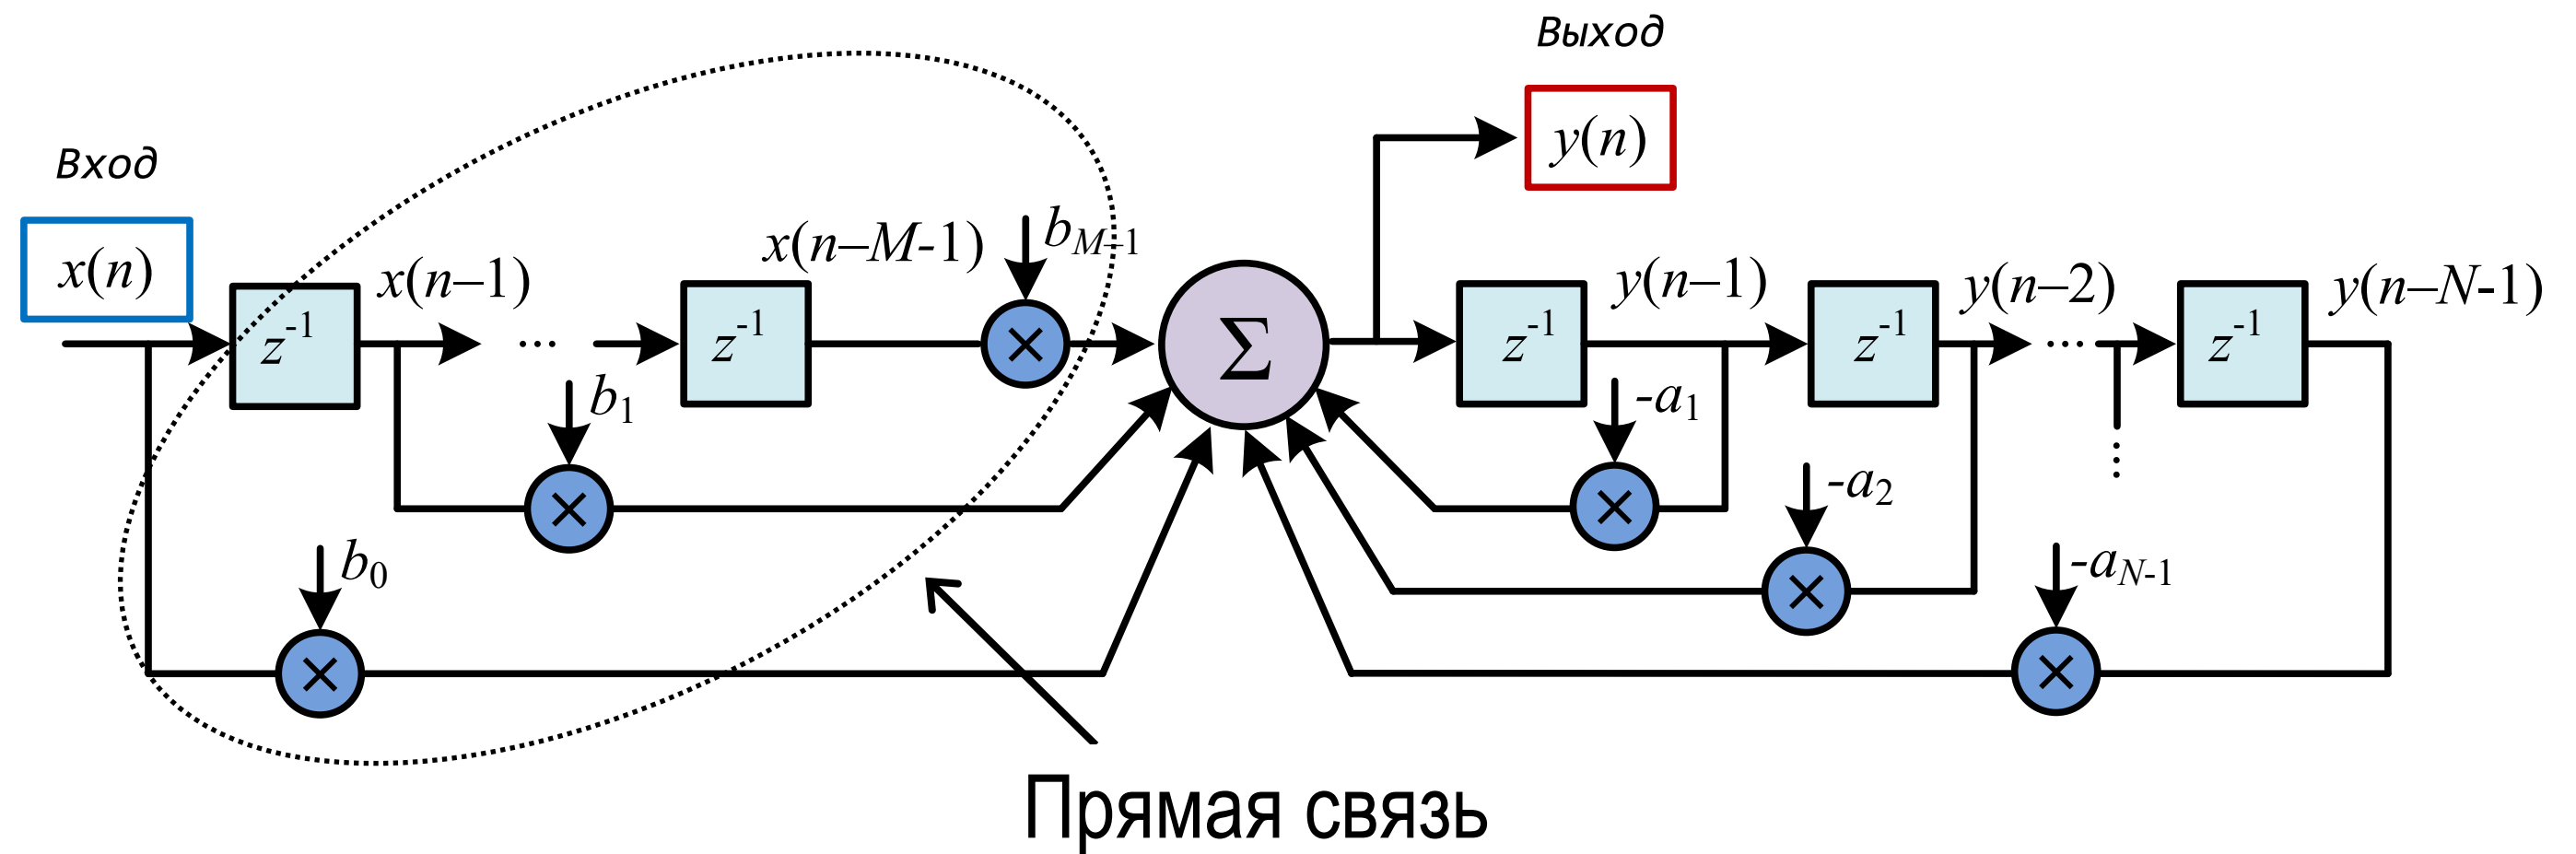 Выход
y(n)
Вход
x(n)
x(n–1)
x(n–M-1)
b_{M–1}
y(n–1)
y(n–2)
y(n–N-1)
z^{-1}
...
z^{-1}
Σ
z^{-1}
z^{-1}
...
z^{-1}
×
b_1
-a_1
×
×
-a_2
×
b_0
-a_{N-1}
×
×
Прямая связь